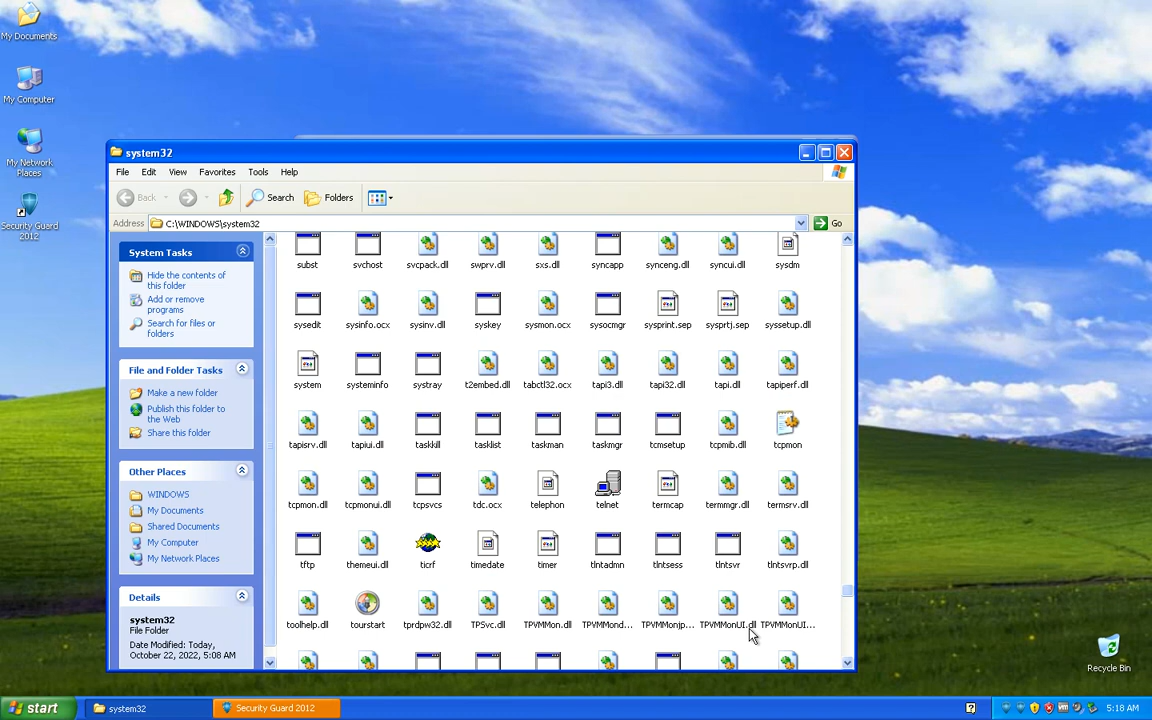 My Documents
My Computer
My Network
Places
Security Guard
2012
system32
File Edit View Favorites Tools Help
Back Search Folders
Address C:\WINDOWS\system32 Go
System Tasks
Hide the contents of
this folder
Add or remove
programs
Search for files or
folders
File and Folder Tasks
Make a new folder
Publish this folder to
the Web
Share this folder
Other Places
WINDOWS
My Documents
Shared Documents
My Computer
My Network Places
Details
system32
File Folder
Date Modified: Today,
October 22, 2022, 5:08 AM
subst svchost svcpack.dll swprv.dll sxs.dll syncapp synceng.dll syncui.dll sysdm
sysedit sysinfo.ocx sysinv.dll syskey sysmon.ocx sysocmgr sysprint.sep sysprtj.sep syssetup.dll
system systeminfo systray t2embed.dll tabctl32.ocx tapi3.dll tapi32.dll tapi.dll tapiperf.dll
tapisrv.dll tapiui.dll taskkill tasklist taskman taskmgr tcmsetup tcpmib.dll tcpmon
tcpmon.dll tcpmonui.dll tcpsvcs tdc.ocx telephon telnet termcap termmgr.dll termsrv.dll
tftp themeui.dll ticrf timedate timer tlntadmn tlntsess tlntsvr tlntsvrp.dll
toolhelp.dll tourstart tprdpw32.dll TPSvc.dll TPVMMon.dll TPVMMond... TPVMMonjp... TPVMMonUI.dll TPVMMonUI...
Recycle Bin
start system32 Security Guard 2012 5:18 AM